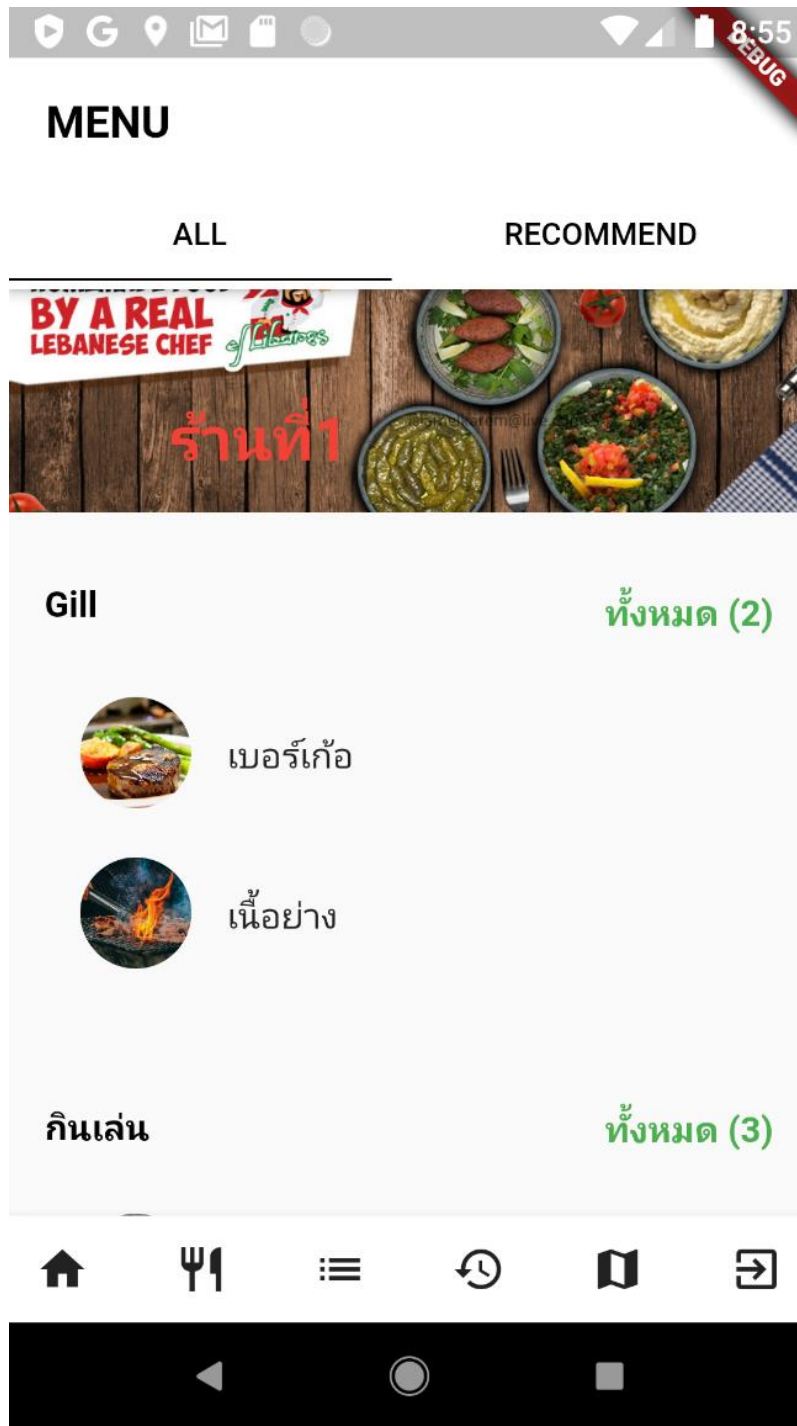 8:55
DEBUG
MENU
ALL
RECOMMEND
BY A REAL
LEBANESE CHEF
ร้านที่1
Gill
ทั้งหมด (2)
เบอร์เก้อ
เนื้อย่าง
กินเล่น
ทั้งหมด (3)